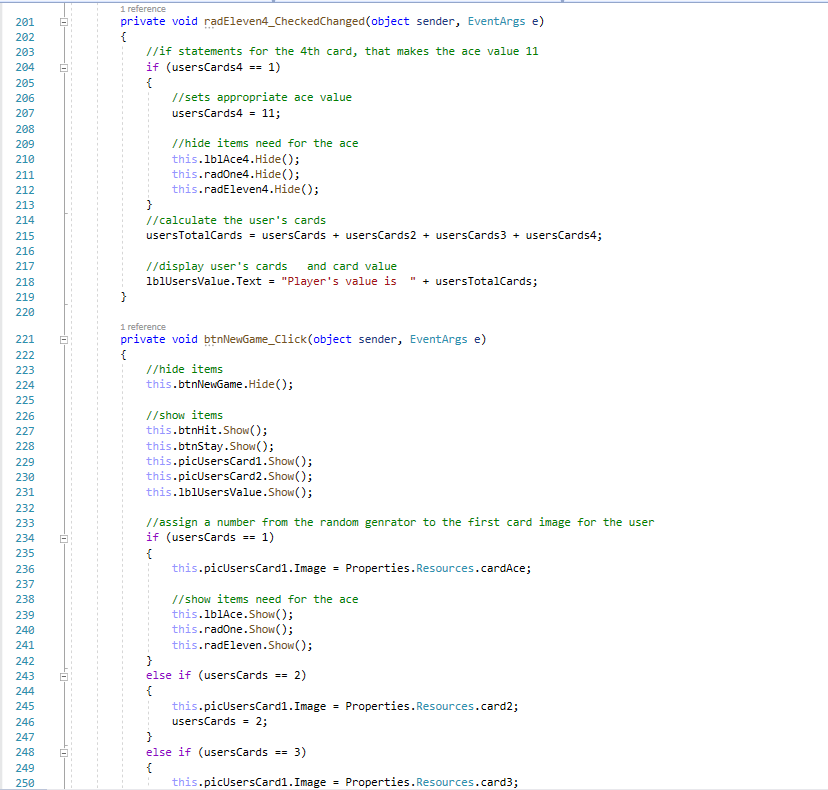 1 reference
201 private void radEleven4_CheckedChanged(object sender, EventArgs e)
202 {
203 //if statements for the 4th card, that makes the ace value 11
204 if (usersCards4 == 1)
205 {
206 //sets appropriate ace value
207 usersCards4 = 11;
208
209 //hide items need for the ace
210 this.lblAce4.Hide();
211 this.radOne4.Hide();
212 this.radEleven4.Hide();
213 }
214 //calculate the user's cards
215 usersTotalCards = usersCards + usersCards2 + usersCards3 + usersCards4;
216
217 //display user's cards   and card value
218 lblUsersValue.Text = "Player's value is  " + usersTotalCards;
219 }
220
1 reference
221 private void btnNewGame_Click(object sender, EventArgs e)
222 {
223 //hide items
224 this.btnNewGame.Hide();
225
226 //show items
227 this.btnHit.Show();
228 this.btnStay.Show();
229 this.picUsersCard1.Show();
230 this.picUsersCard2.Show();
231 this.lblUsersValue.Show();
232
233 //assign a number from the random genrator to the first card image for the user
234 if (usersCards == 1)
235 {
236 this.picUsersCard1.Image = Properties.Resources.cardAce;
237
238 //show items need for the ace
239 this.lblAce.Show();
240 this.radOne.Show();
241 this.radEleven.Show();
242 }
243 else if (usersCards == 2)
244 {
245 this.picUsersCard1.Image = Properties.Resources.card2;
246 usersCards = 2;
247 }
248 else if (usersCards == 3)
249 {
250 this.picUsersCard1.Image = Properties.Resources.card3;